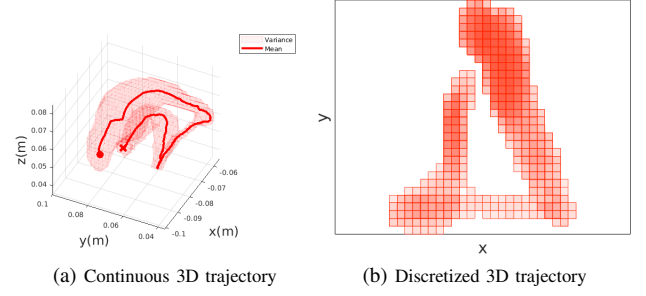 Variance
Mean
0.08
0.07
0.06
0.05
0.04
z(m)
0.1
0.08
0.06
0.04
y(m)
-0.06
-0.07
-0.08
-0.09
-0.1
x(m)
y
x
(a) Continuous 3D trajectory
(b) Discretized 3D trajectory